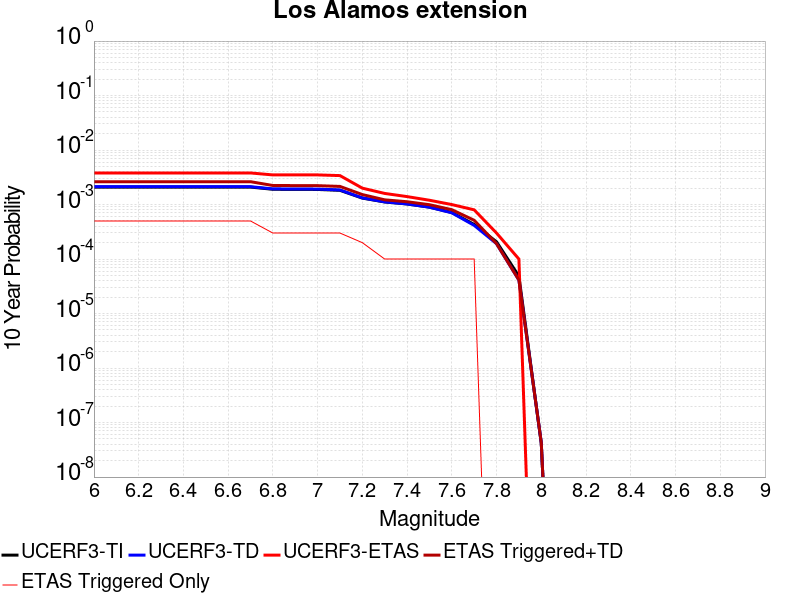 Los Alamos extension
10 Year Probability
10^0
10^-1
10^-2
10^-3
10^-4
10^-5
10^-6
10^-7
10^-8
6 6.2 6.4 6.6 6.8 7 7.2 7.4 7.6 7.8 8 8.2 8.4 8.6 8.8 9
Magnitude
UCERF3-TI UCERF3-TD UCERF3-ETAS ETAS Triggered+TD
ETAS Triggered Only